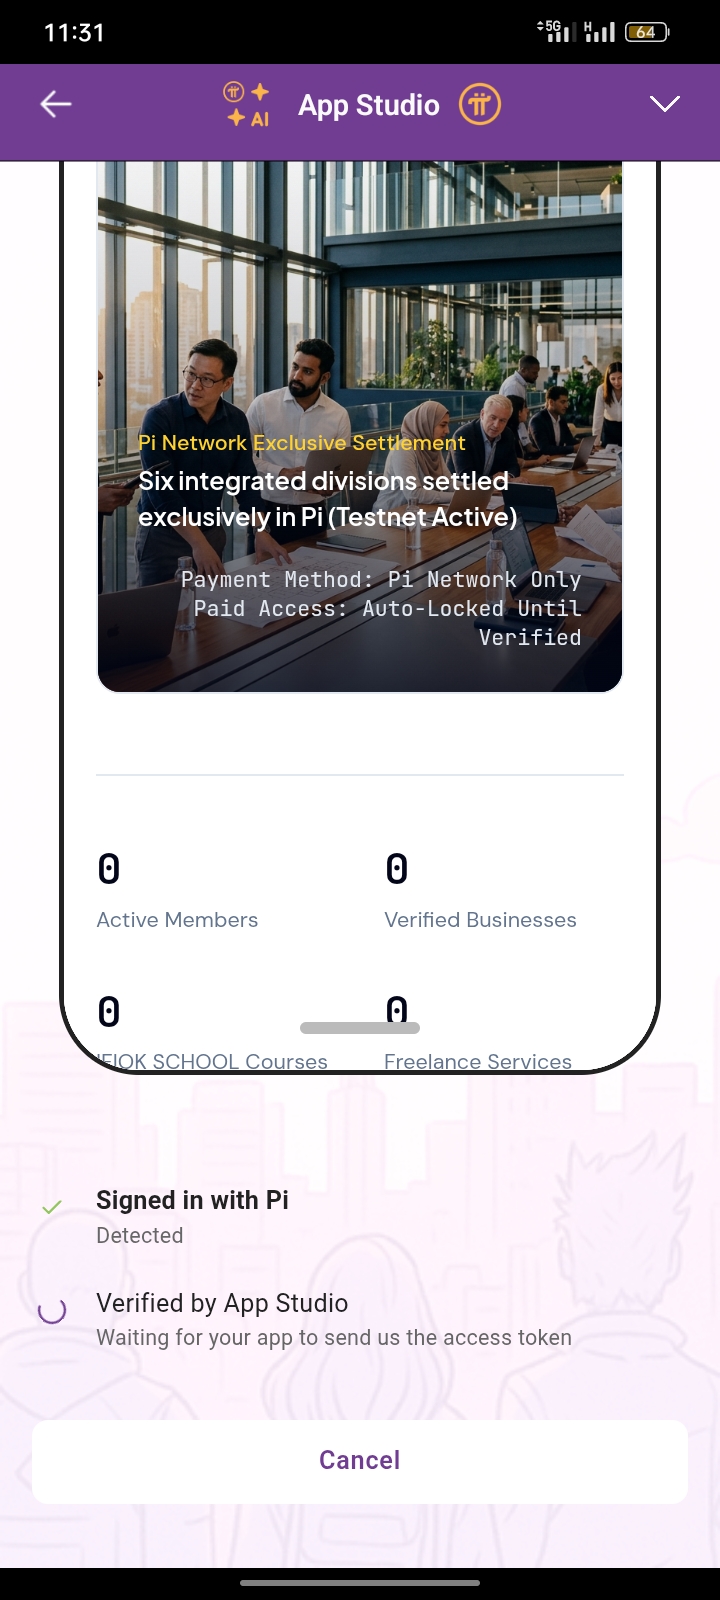 11:31
5G
H
64
AI
App Studio
Pi Network Exclusive Settlement
Six integrated divisions settled
exclusively in Pi (Testnet Active)
Payment Method: Pi Network Only
Paid Access: Auto-Locked Until
Verified
0
0
Active Members
Verified Businesses
0
0
IFIOK SCHOOL Courses
Freelance Services
Signed in with Pi
Detected
Verified by App Studio
Waiting for your app to send us the access token
Cancel